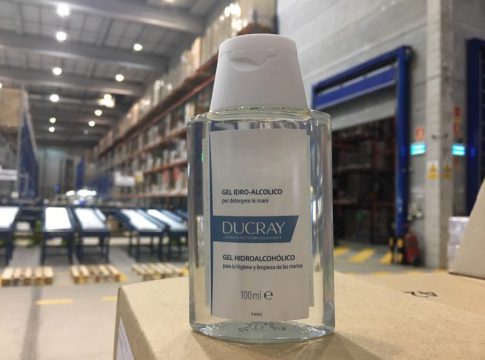 GEL IDRO-ALCOLICO
per detergere le mani
DUCRAY
GEL HIDROALCOHÓLICO
para la higiene y limpieza de las manos
100 ml e